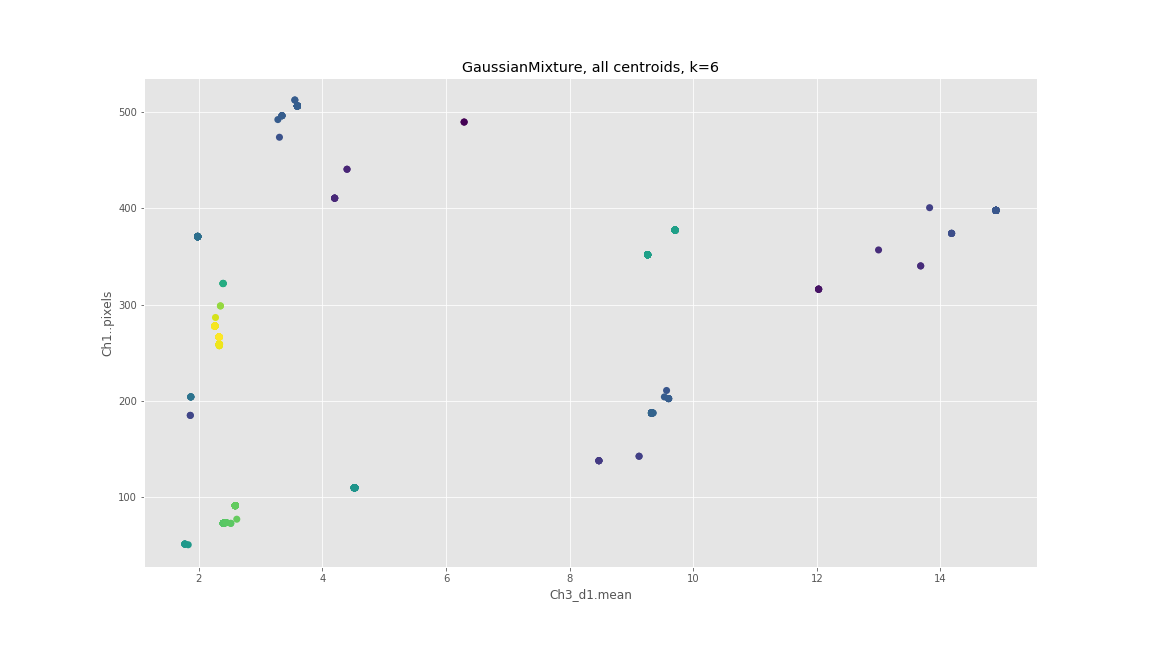 GaussianMixture, all centroids, k=6
500
400
300
200
100
Ch1..pixels
2 4 6 8 10 12 14
Ch3_d1.mean